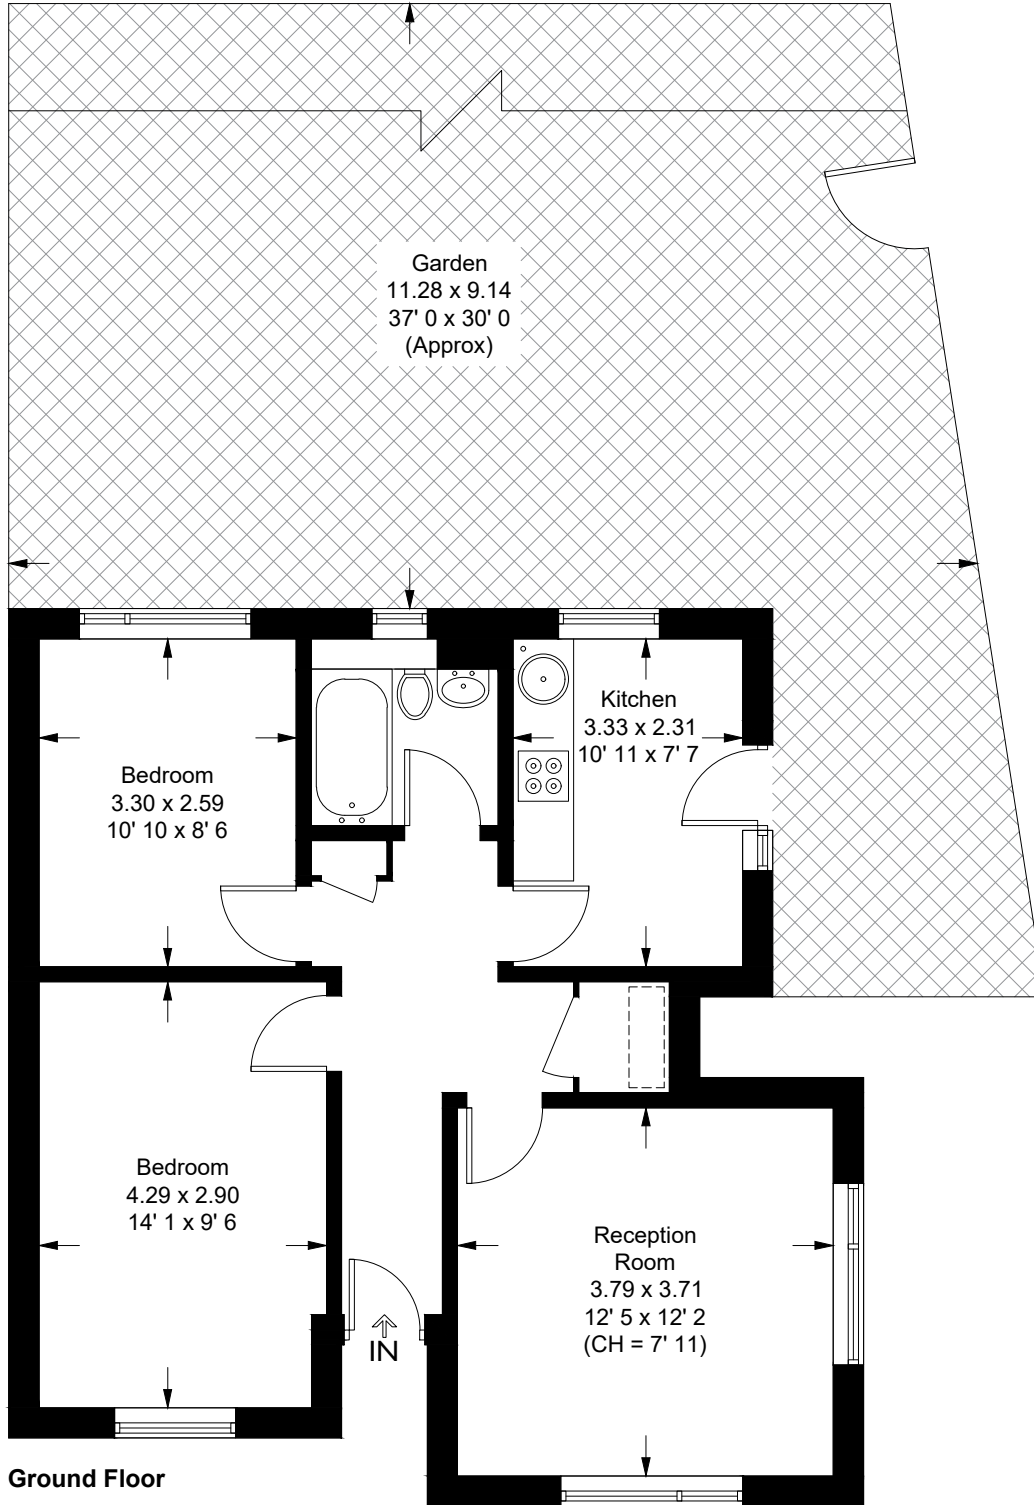 Garden
11.28 x 9.14
37' 0 x 30' 0
(Approx)
Kitchen
3.33 x 2.31
10' 11 x 7' 7
Bedroom
3.30 x 2.59
10' 10 x 8' 6
Bedroom
4.29 x 2.90
14' 1 x 9' 6
Reception
Room
3.79 x 3.71
12' 5 x 12' 2
(CH = 7' 11)
IN
Ground Floor